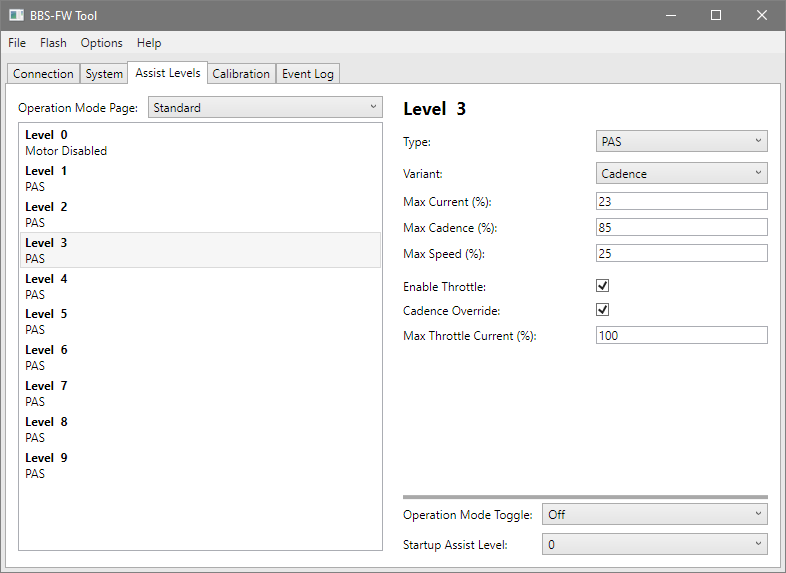 BBS-FW Tool
File Flash Options Help
Connection System Assist Levels Calibration Event Log
Operation Mode Page: Standard
Level 0
Motor Disabled
Level 1
PAS
Level 2
PAS
Level 3
PAS
Level 4
PAS
Level 5
PAS
Level 6
PAS
Level 7
PAS
Level 8
PAS
Level 9
PAS
Level 3
Type: PAS
Variant: Cadence
Max Current (%): 23
Max Cadence (%): 85
Max Speed (%): 25
Enable Throttle:
Cadence Override:
Max Throttle Current (%): 100
Operation Mode Toggle: Off
Startup Assist Level: 0